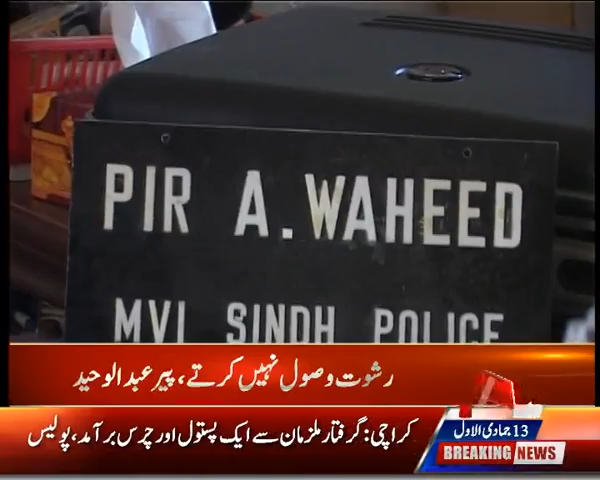 PIR A. WAHEED
MVI SINDH POLICE
رشوت وصول نہیں کرتے، پیر عبدالوحید
کراچی: گرفتار ملزمان سے ایک پستول اور چرس برآمد، پولیس
13 جمادی الاول
BREAKING NEWS